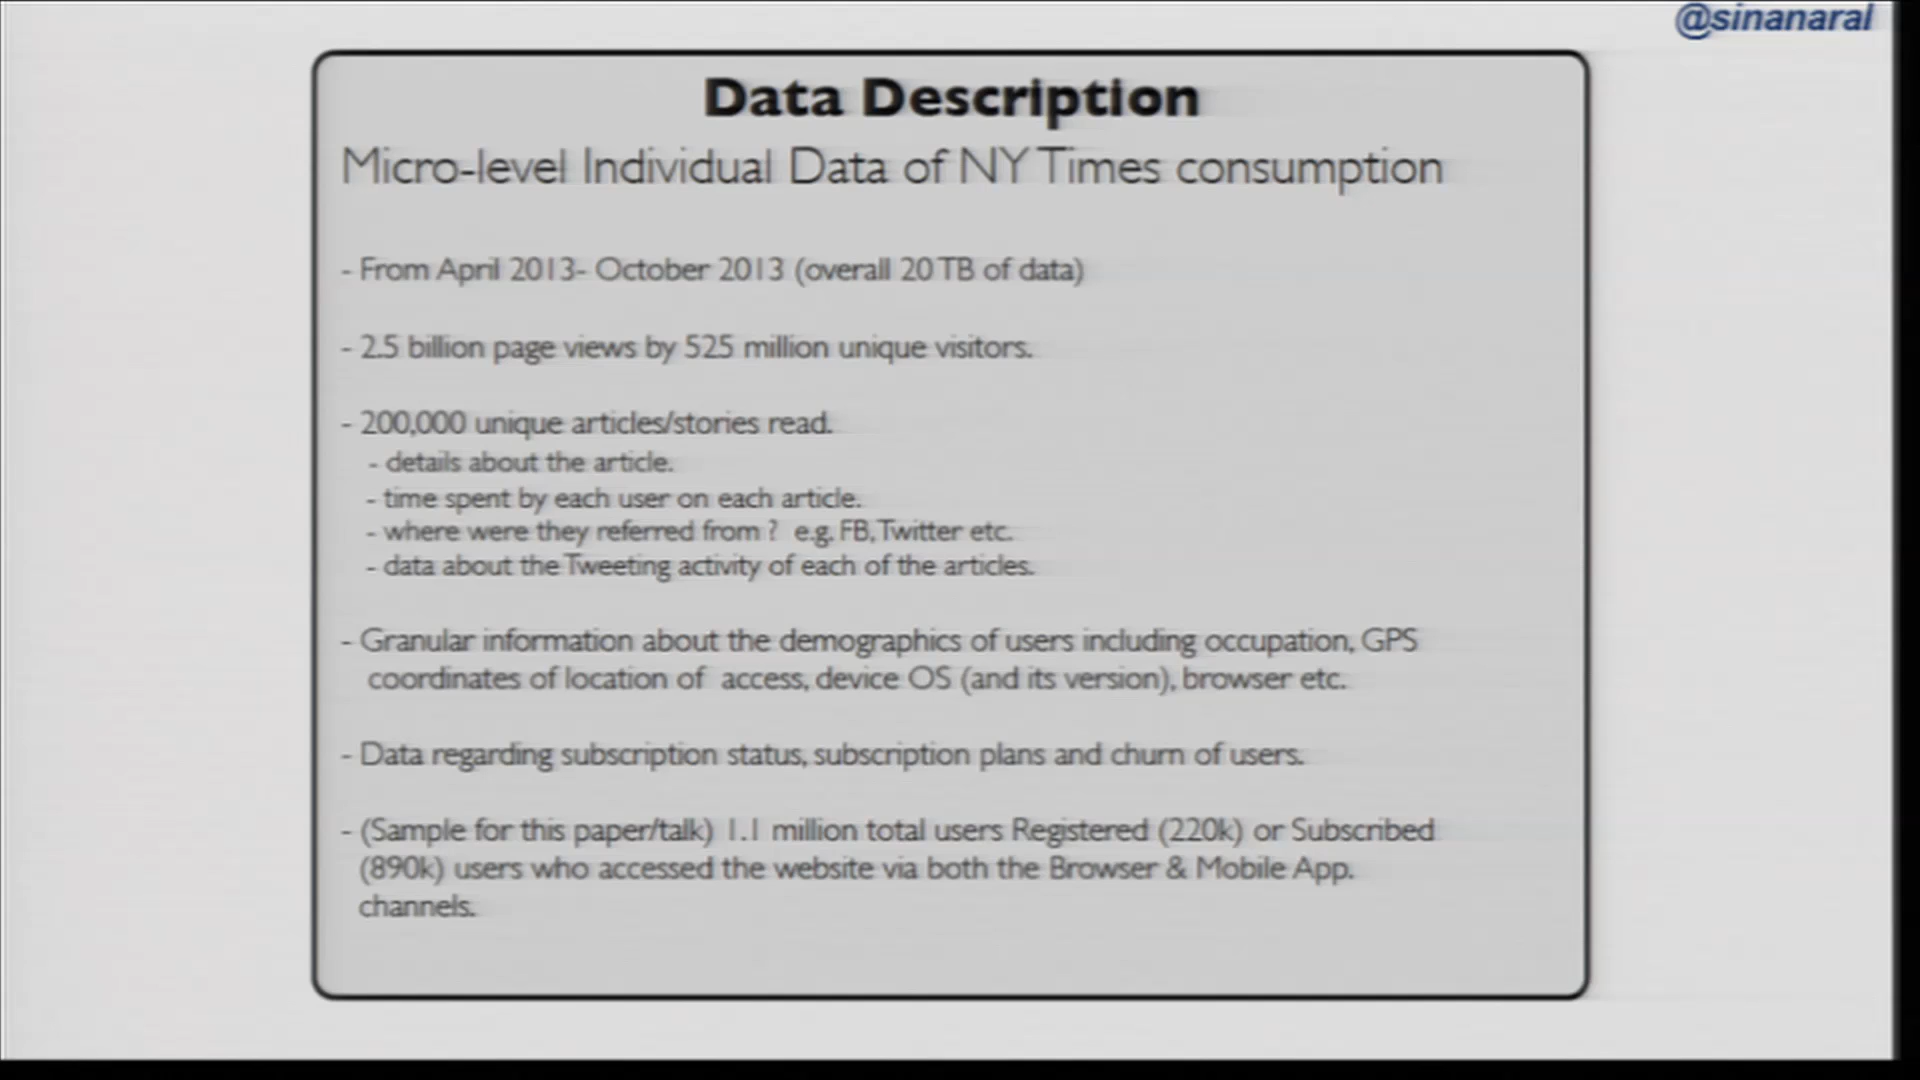 @sinanaral
Data Description
Micro-level Individual Data of NY Times consumption
- From April 2013- October 2013 (overall 20 TB of data)
- 2.5 billion page views by 525 million unique visitors.
- 200,000 unique articles/stories read.
- details about the article.
- time spent by each user on each article.
- where were they referred from ? e.g. FB, Twitter etc.
- data about the Tweeting activity of each of the articles.
- Granular information about the demographics of users including occupation, GPS
coordinates of location of access, device OS (and its version), browser etc.
- Data regarding subscription status, subscription plans and churn of users.
- (Sample for this paper/talk) 1.1 million total users Registered (220k) or Subscribed
(890k) users who accessed the website via both the Browser & Mobile App.
channels.